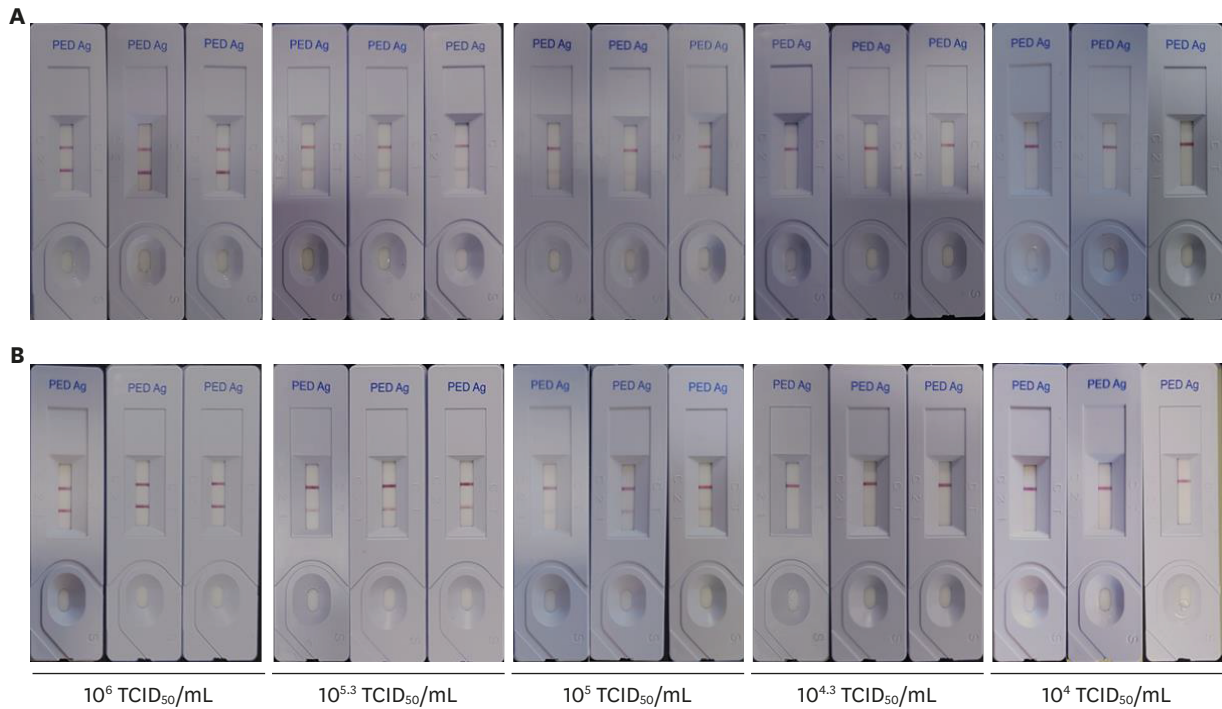 A
PED Ag PED Ag PED Ag PED Ag PED Ag PED Ag PED Ag PED Ag PED Ag PED Ag PED Ag PED Ag PED Ag PED Ag PED Ag
B
PED Ag PED Ag PED Ag PED Ag PED Ag PED Ag PED Ag PED Ag PED Ag PED Ag PED Ag PED Ag PED Ag PED Ag PED Ag
10⁶ TCID₅₀/mL 10⁵·³ TCID₅₀/mL 10⁵ TCID₅₀/mL 10⁴·³ TCID₅₀/mL 10⁴ TCID₅₀/mL